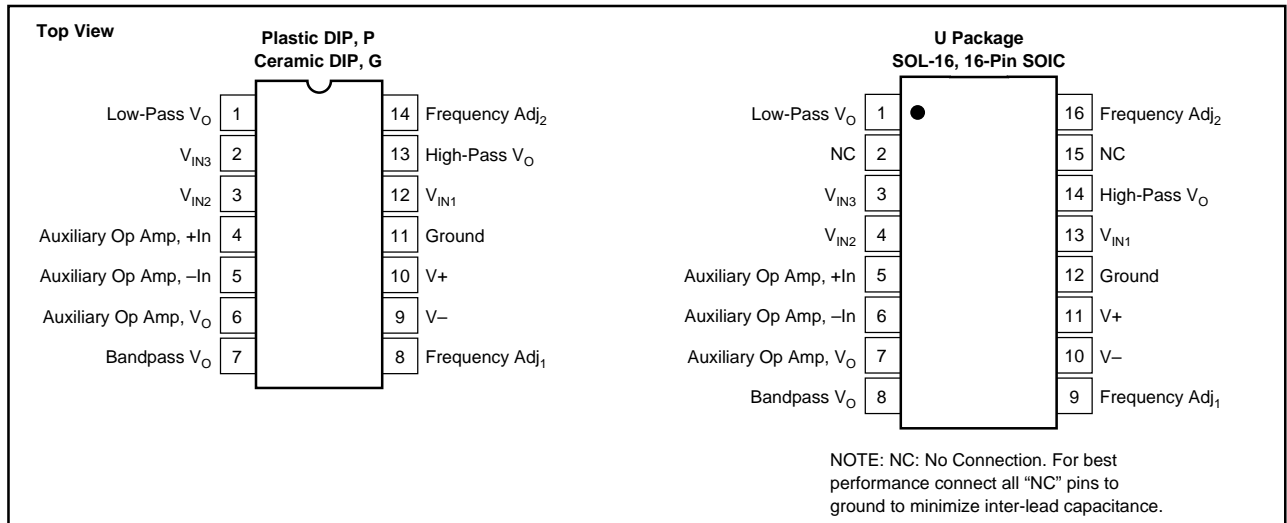 Top View
Plastic DIP, P
Ceramic DIP, G
Low-Pass VO 1 14 Frequency Adj2
VIN3 2 13 High-Pass VO
VIN2 3 12 VIN1
Auxiliary Op Amp, +In 4 11 Ground
Auxiliary Op Amp, –In 5 10 V+
Auxiliary Op Amp, VO 6 9 V–
Bandpass VO 7 8 Frequency Adj1
U Package
SOL-16, 16-Pin SOIC
Low-Pass VO 1 16 Frequency Adj2
NC 2 15 NC
VIN3 3 14 High-Pass VO
VIN2 4 13 VIN1
Auxiliary Op Amp, +In 5 12 Ground
Auxiliary Op Amp, –In 6 11 V+
Auxiliary Op Amp, VO 7 10 V–
Bandpass VO 8 9 Frequency Adj1
NOTE: NC: No Connection. For best
performance connect all “NC” pins to
ground to minimize inter-lead capacitance.